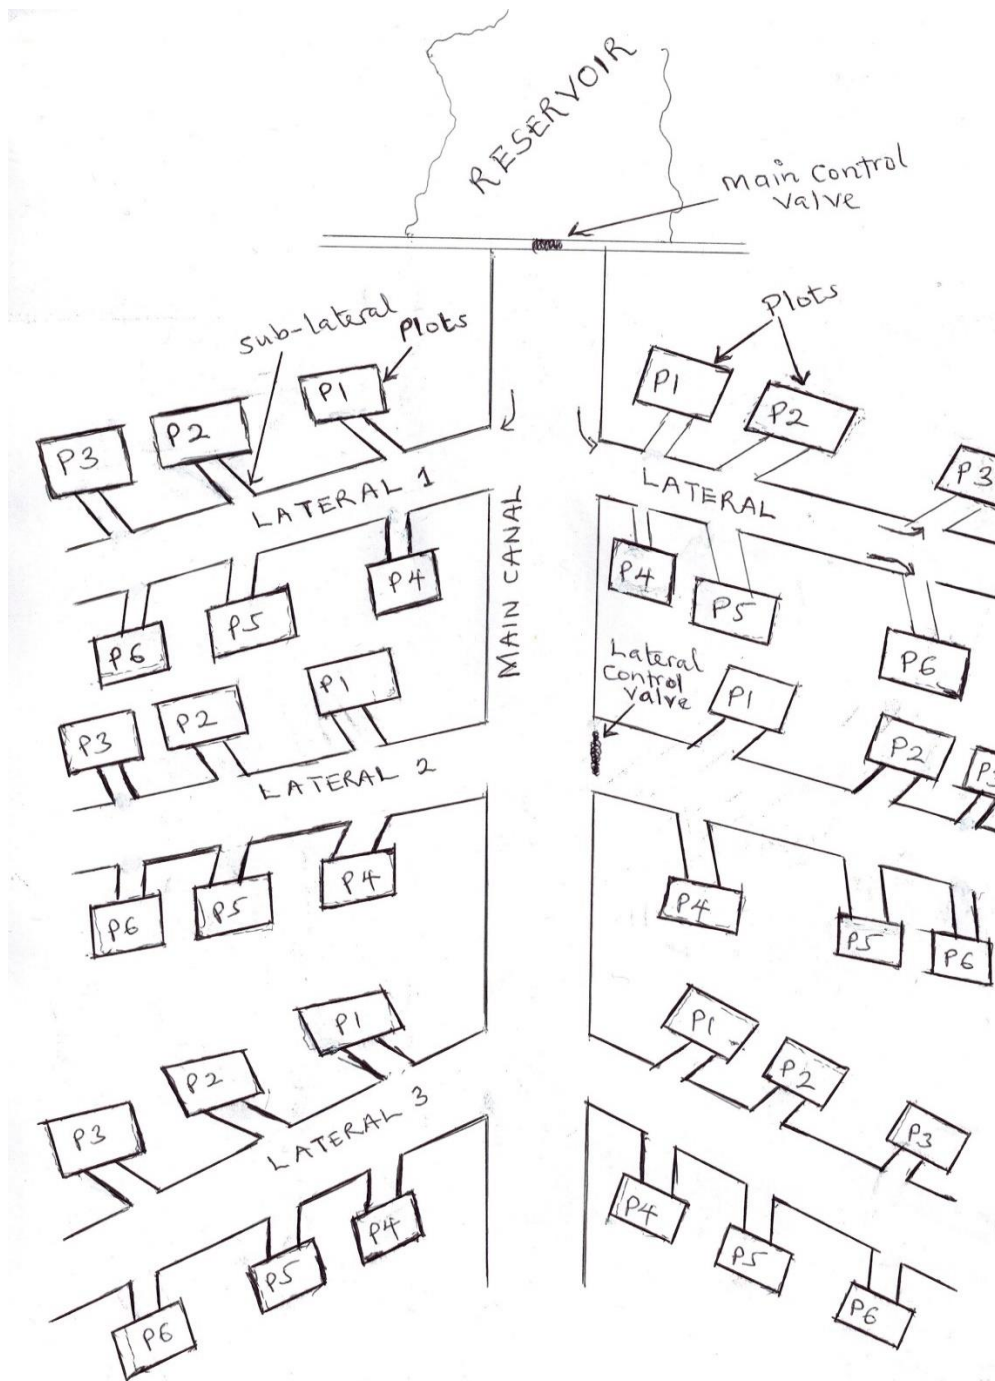 RESERVOIR
Main Control
Valve
sub-lateral
Plots
Plots
P1
P2
P3
P1
P2
P3
LATERAL 1
LATERAL
MAIN CANAL
P4
P5
P6
P4
P5
P6
Lateral
Control
Valve
P1
P2
P3
P1
P2
P3
LATERAL 2
P4
P5
P6
P4
P5
P6
P1
P2
P3
P1
P2
P3
LATERAL 3
P4
P5
P6
P4
P5
P6